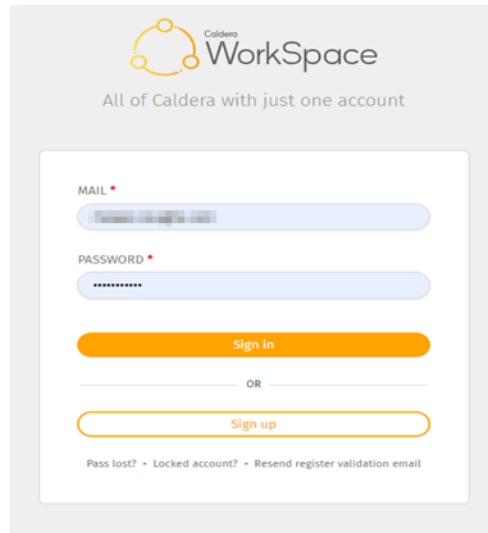 Caldera
WorkSpace
All of Caldera with just one account
MAIL *
PASSWORD *
•••••••••••
Sign in
OR
Sign up
Pass lost? - Locked account? - Resend register validation email